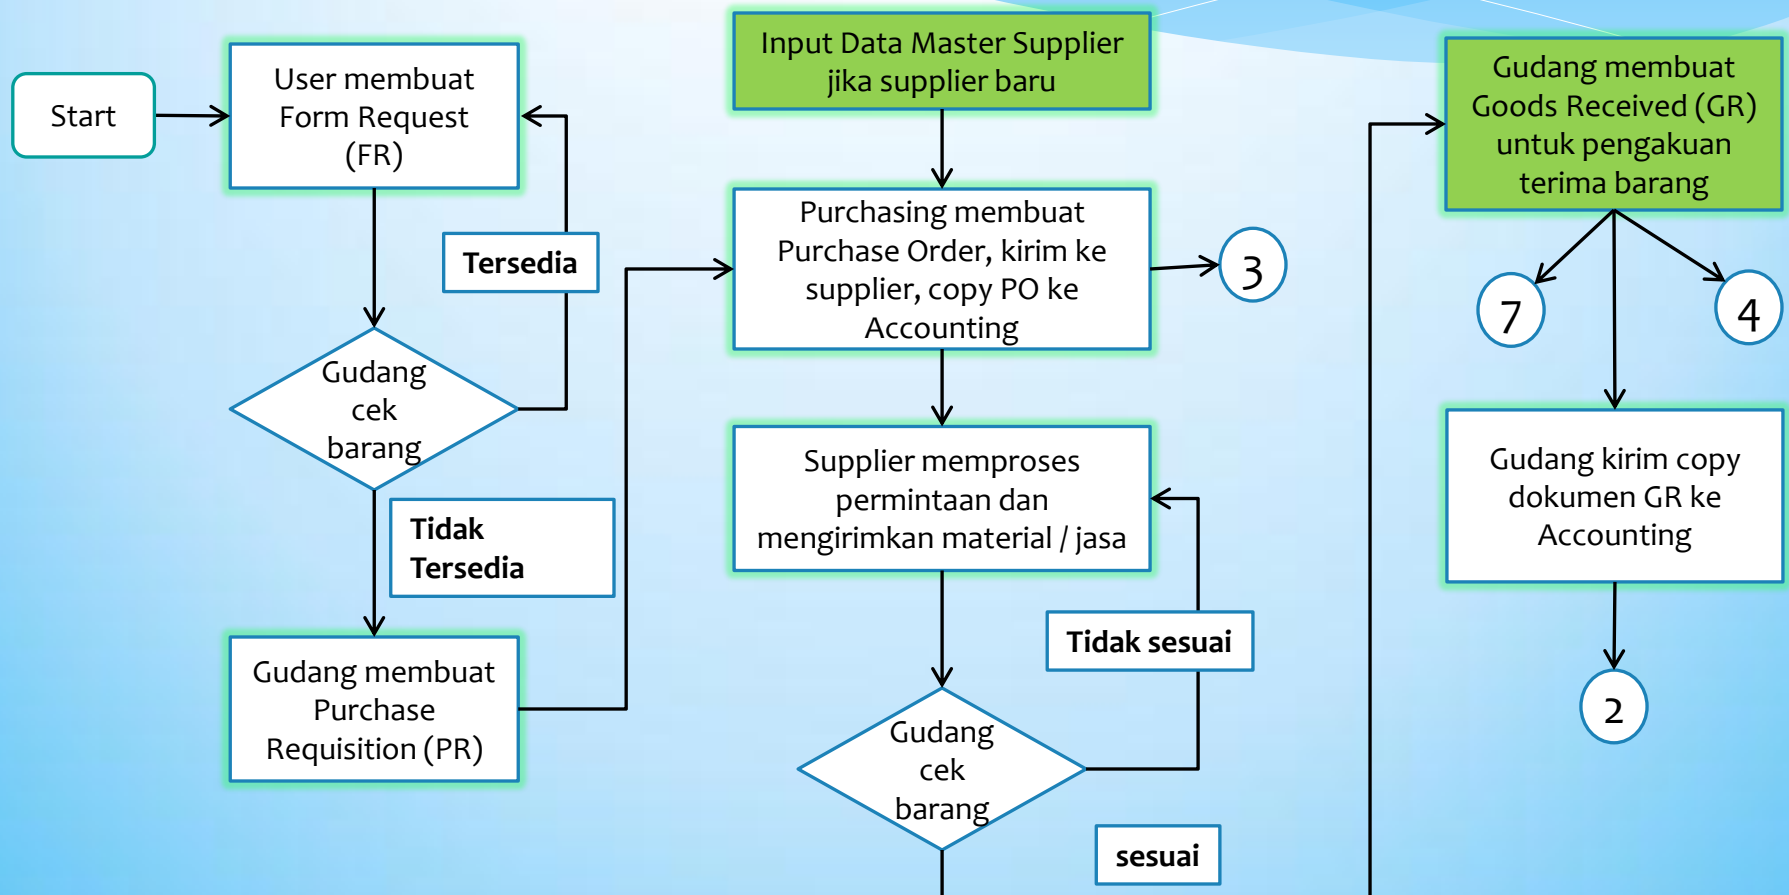 Start
User membuat
Form Request
(FR)
Tersedia
Gudang
cek
barang
Tidak
Tersedia
Gudang membuat
Purchase
Requisition (PR)
Input Data Master Supplier
jika supplier baru
Purchasing membuat
Purchase Order, kirim ke
supplier, copy PO ke
Accounting
3
Supplier memproses
permintaan dan
mengirimkan material / jasa
Tidak sesuai
Gudang
cek
barang
sesuai
Gudang membuat
Goods Received (GR)
untuk pengakuan
terima barang
7
4
Gudang kirim copy
dokumen GR ke
Accounting
2